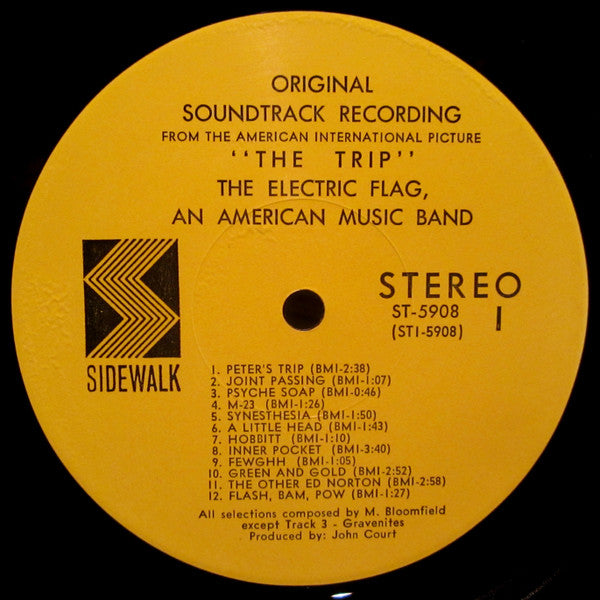 ORIGINAL
SOUNDTRACK RECORDING
FROM THE AMERICAN INTERNATIONAL PICTURE
"THE TRIP"
THE ELECTRIC FLAG,
AN AMERICAN MUSIC BAND
SIDEWALK
STEREO
ST-5908
(ST1-5908)
1
1. PETER'S TRIP (BMI-2:38)
2. JOINT PASSING (BMI-1:07)
3. PSYCHE SOAP (BMI-0:46)
4. M-23 (BMI-1:26)
5. SYNESTHESIA (BMI-1:50)
6. A LITTLE HEAD (BMI-1:43)
7. HOBBITT (BMI-1:10)
8. INNER POCKET (BMI-3:40)
9. FEWGHH (BMI-1:05)
10. GREEN AND GOLD (BMI-2:52)
11. THE OTHER ED NORTON (BMI-2:58)
12. FLASH, BAM, POW (BMI-1:27)
All selections composed by M. Bloomfield
except Track 3 - Gravenites
Produced by: John Court